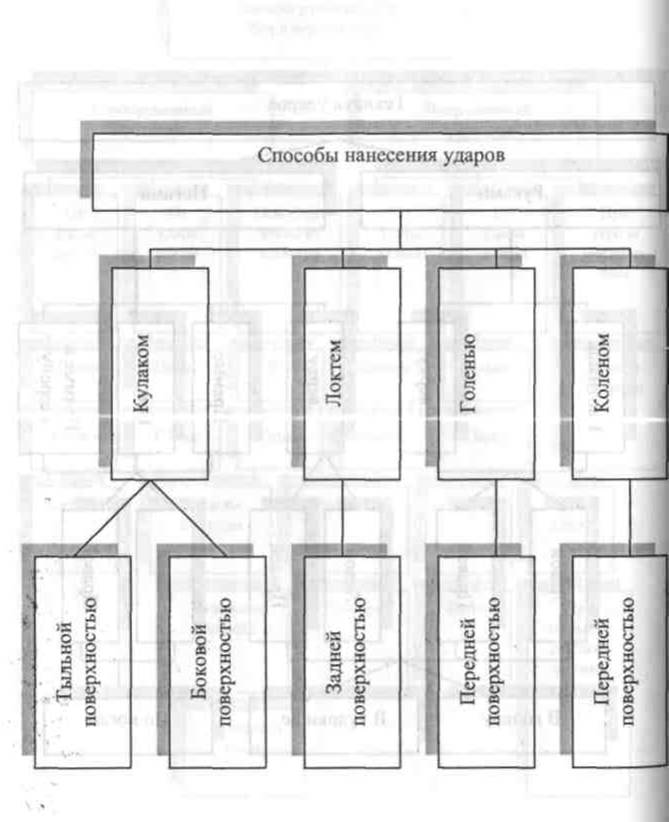 Способы нанесения ударов
Кулаком
Локтем
Голенью
Коленом
Тыльной
поверхностью
Боковой
поверхностью
Задней
поверхностью
Передней
поверхностью
Передней
поверхностью